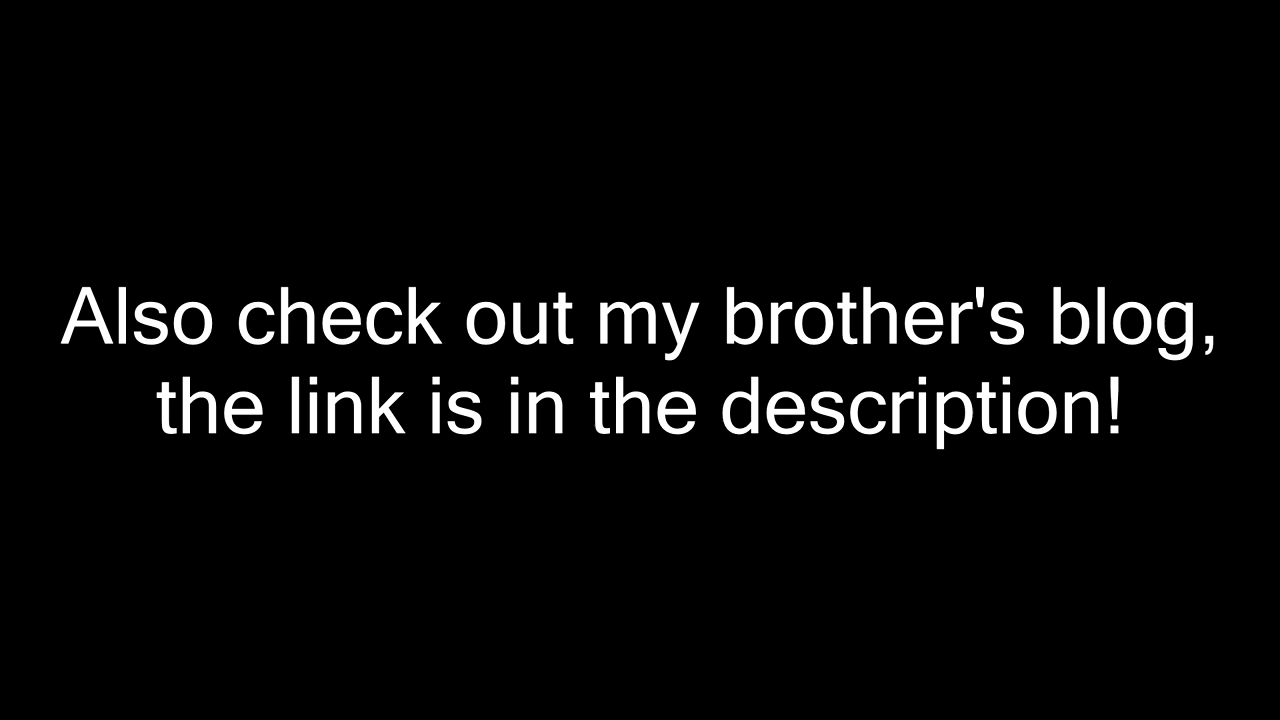 Also check out my brother's blog,
the link is in the description!